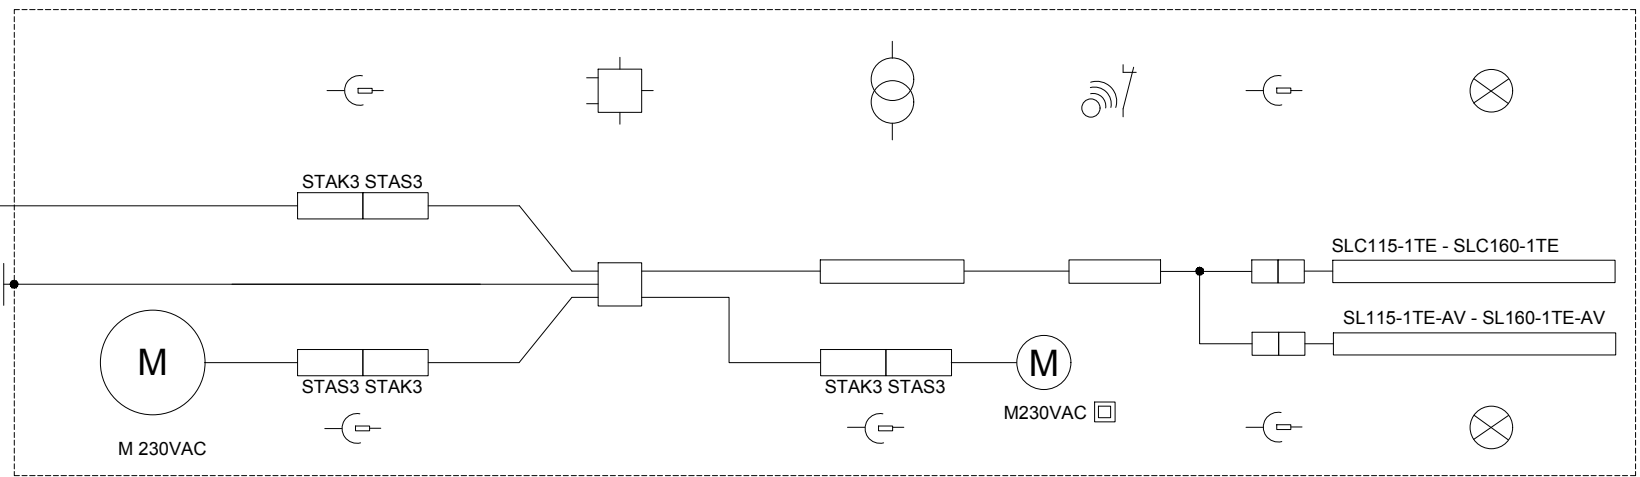 STAK3 STAS3
SLC115-1TE - SLC160-1TE
SL115-1TE-AV - SL160-1TE-AV
M
M
STAS3 STAK3
STAK3 STAS3
M230VAC
M 230VAC